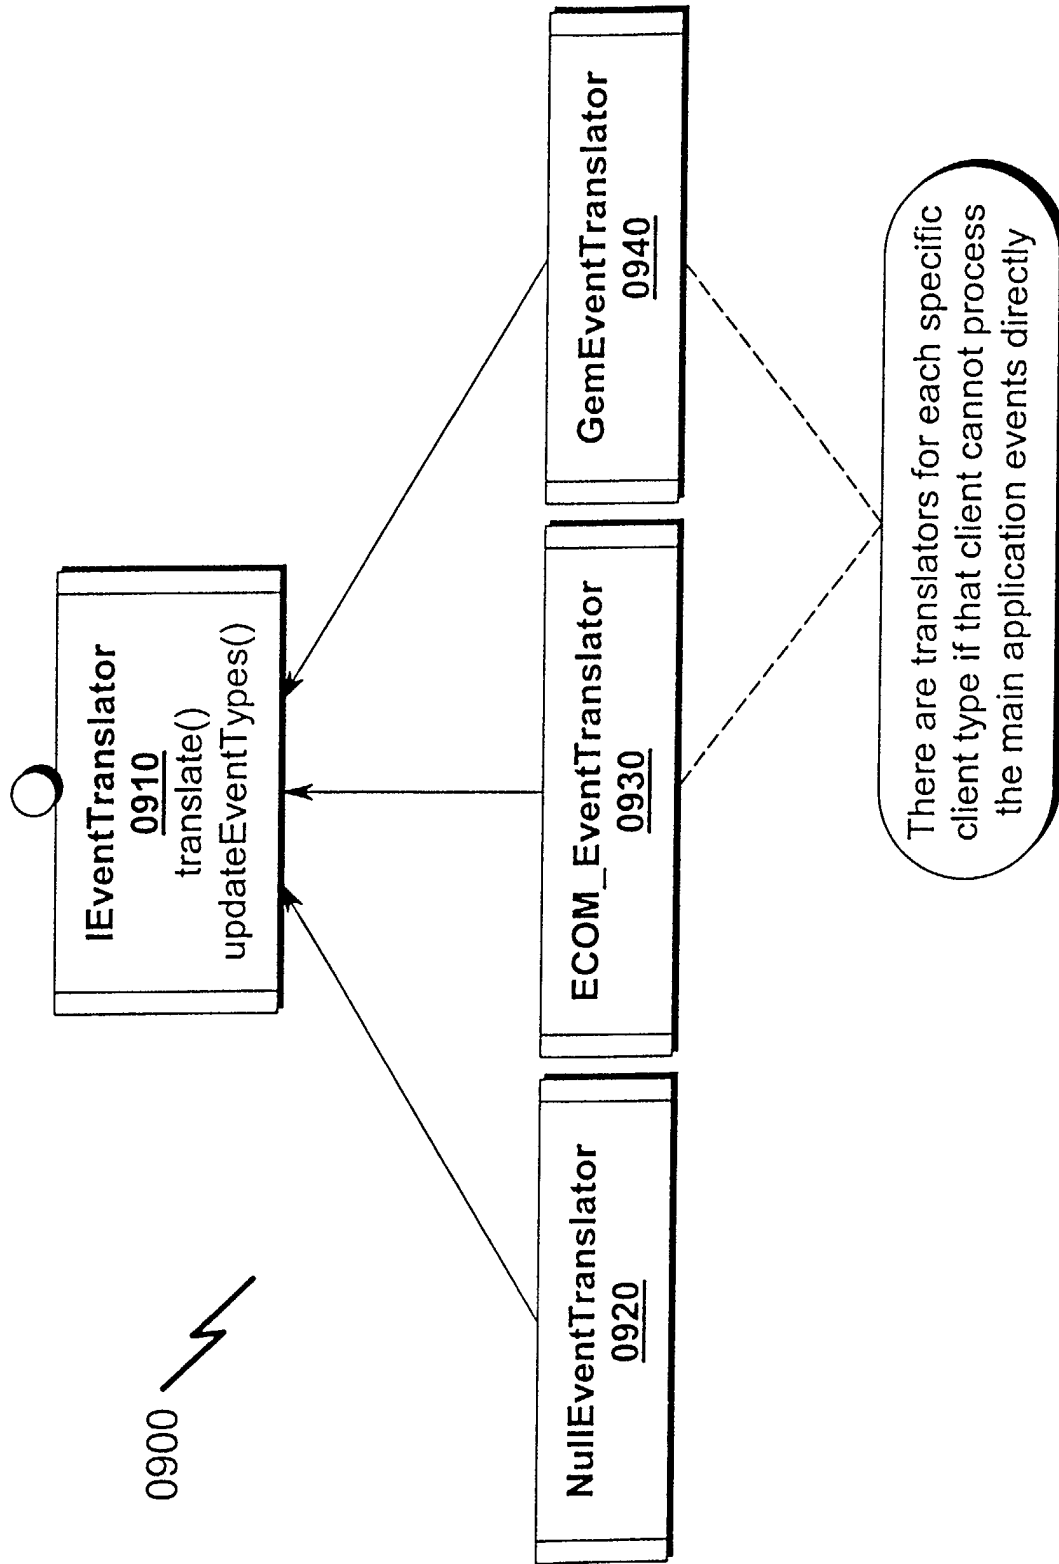 0900
IEventTranslator
0910
translate()
updateEventTypes()
NullEventTranslator
0920
ECOM_EventTranslator
0930
GemEventTranslator
0940
There are translators for each specific
client type if that client cannot process
the main application events directly